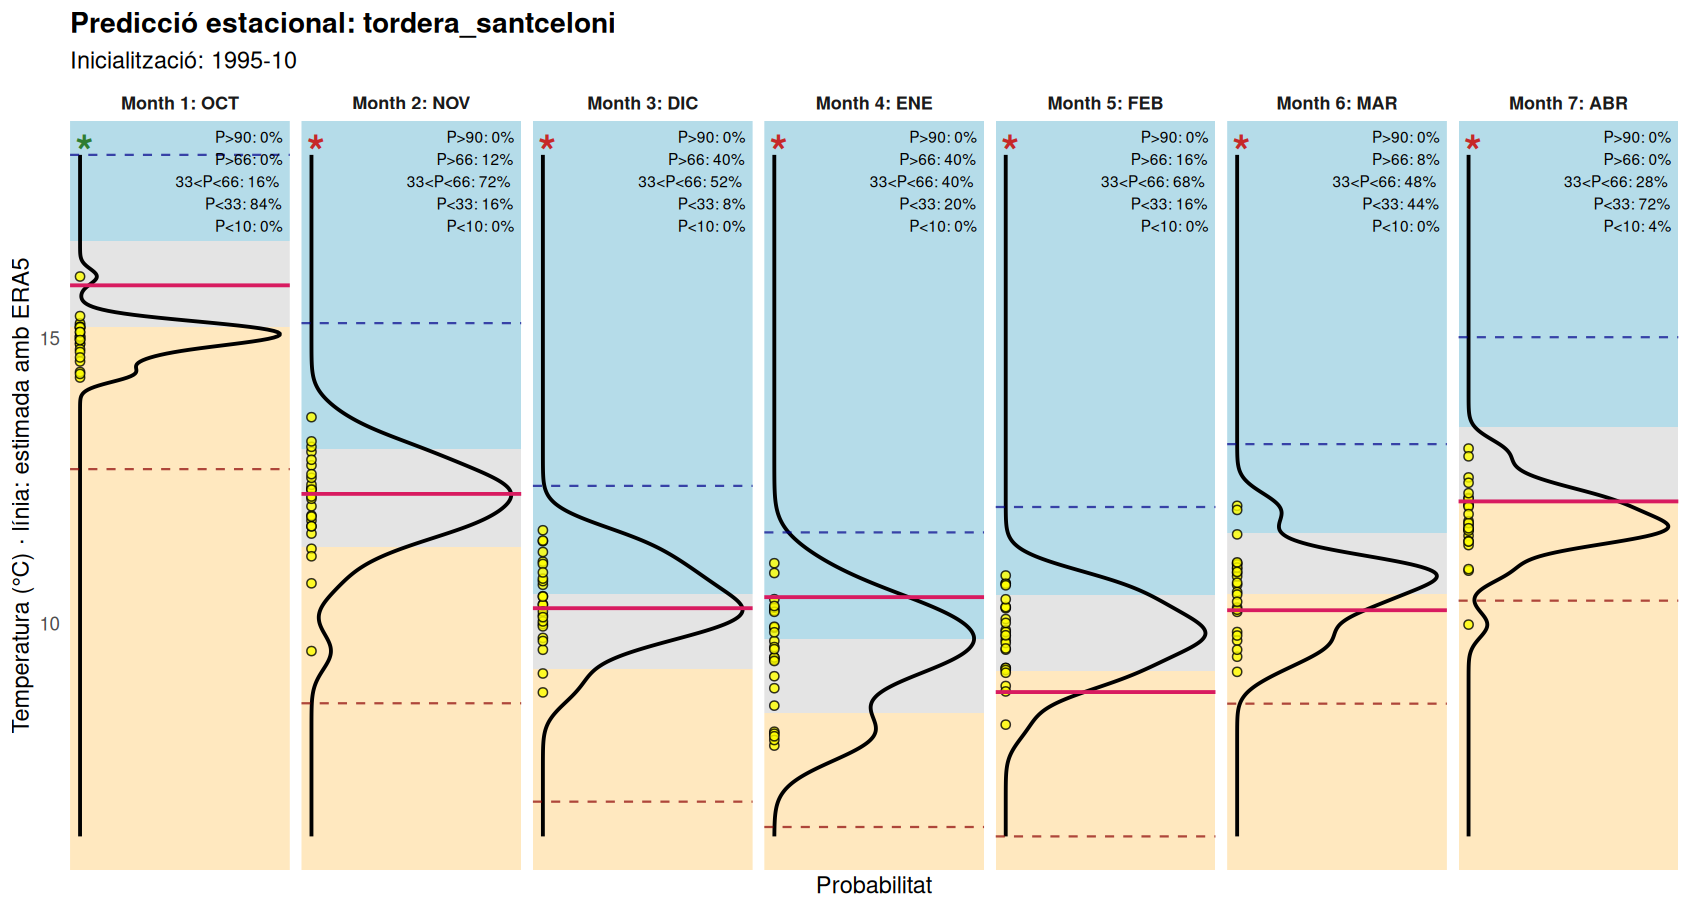 Predicció estacional: tordera_santceloni
Inicialització: 1995-10
Month 1: OCT
Month 2: NOV
Month 3: DIC
Month 4: ENE
Month 5: FEB
Month 6: MAR
Month 7: ABR
*
P>90: 0%
P>66: 0%
33<P<66: 16%
P<33: 84%
P<10: 0%
*
P>90: 0%
P>66: 12%
33<P<66: 72%
P<33: 16%
P<10: 0%
*
P>90: 0%
P>66: 40%
33<P<66: 52%
P<33: 8%
P<10: 0%
*
P>90: 0%
P>66: 40%
33<P<66: 40%
P<33: 20%
P<10: 0%
*
P>90: 0%
P>66: 16%
33<P<66: 68%
P<33: 16%
P<10: 0%
*
P>90: 0%
P>66: 8%
33<P<66: 48%
P<33: 44%
P<10: 0%
*
P>90: 0%
P>66: 0%
33<P<66: 28%
P<33: 72%
P<10: 4%
15
10
Temperatura (°C) · línia: estimada amb ERA5
Probabilitat